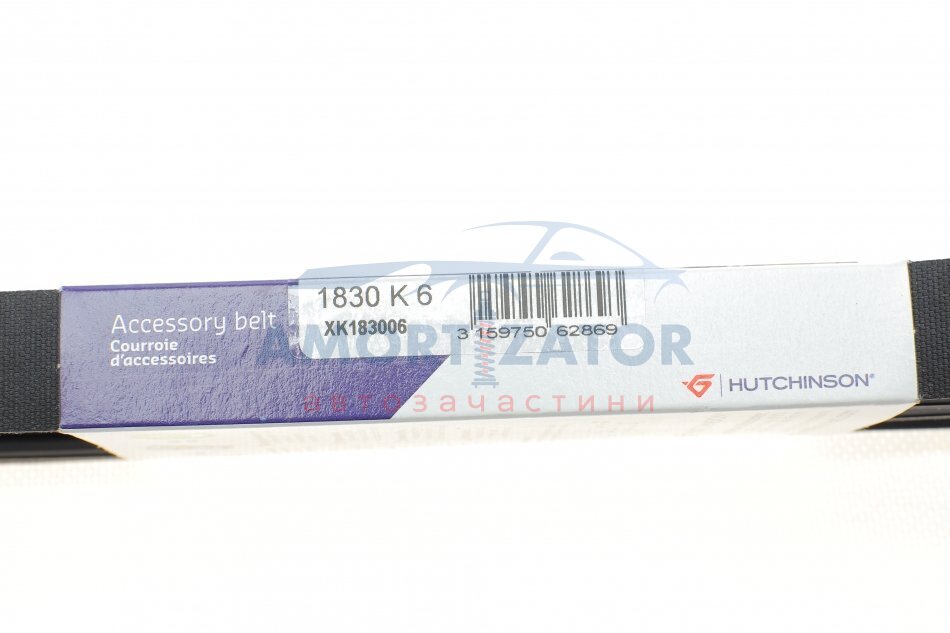 1830 K 6
XK183006
3 159750 62869
Accessory belt
Courroie
d'accessoires
HUTCHINSON®
AMORTIZATOR
автозачастини